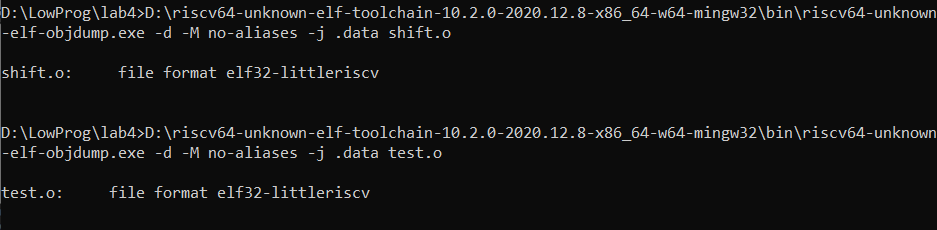 D:\LowProg\lab4>D:\riscv64-unknown-elf-toolchain-10.2.0-2020.12.8-x86_64-w64-mingw32\bin\riscv64-unknown
-elf-objdump.exe -d -M no-aliases -j .data shift.o
shift.o:     file format elf32-littleriscv
D:\LowProg\lab4>D:\riscv64-unknown-elf-toolchain-10.2.0-2020.12.8-x86_64-w64-mingw32\bin\riscv64-unknown
-elf-objdump.exe -d -M no-aliases -j .data test.o
test.o:     file format elf32-littleriscv